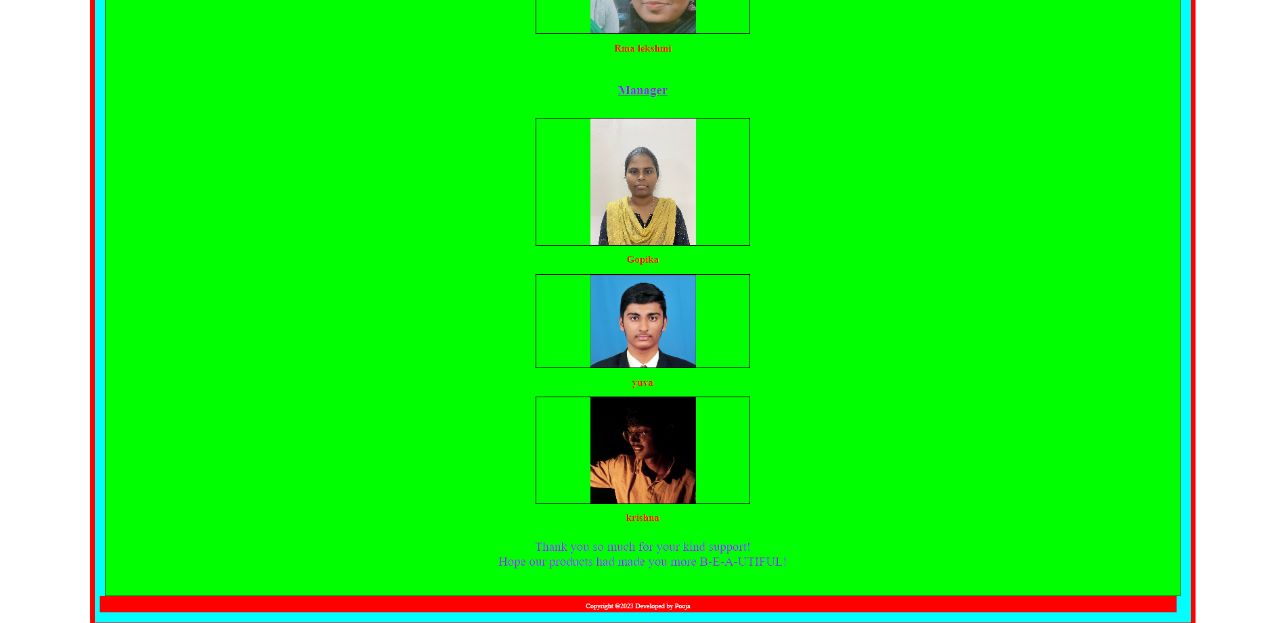 Rma lekshmi
Manager
Gopika
yuva
krishna
Thank you so much for your kind support!
Hope our products had made you more B-E-A-UTIFUL!
Copyright ©2023 Developed by Pooja